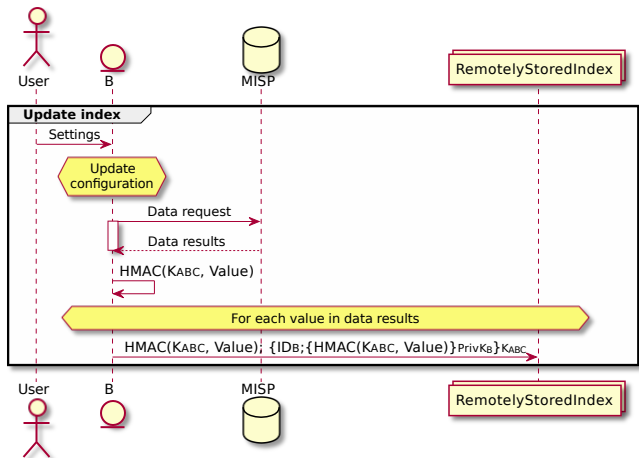 User
B
MISP
RemotelyStoredIndex
Update index
Settings
Update
configuration
Data request
Data results
HMAC(KABC, Value)
For each value in data results
HMAC(KABC, Value), {IDB;{HMAC(KABC, Value)}PrivKB}KABC
User
B
MISP
RemotelyStoredIndex